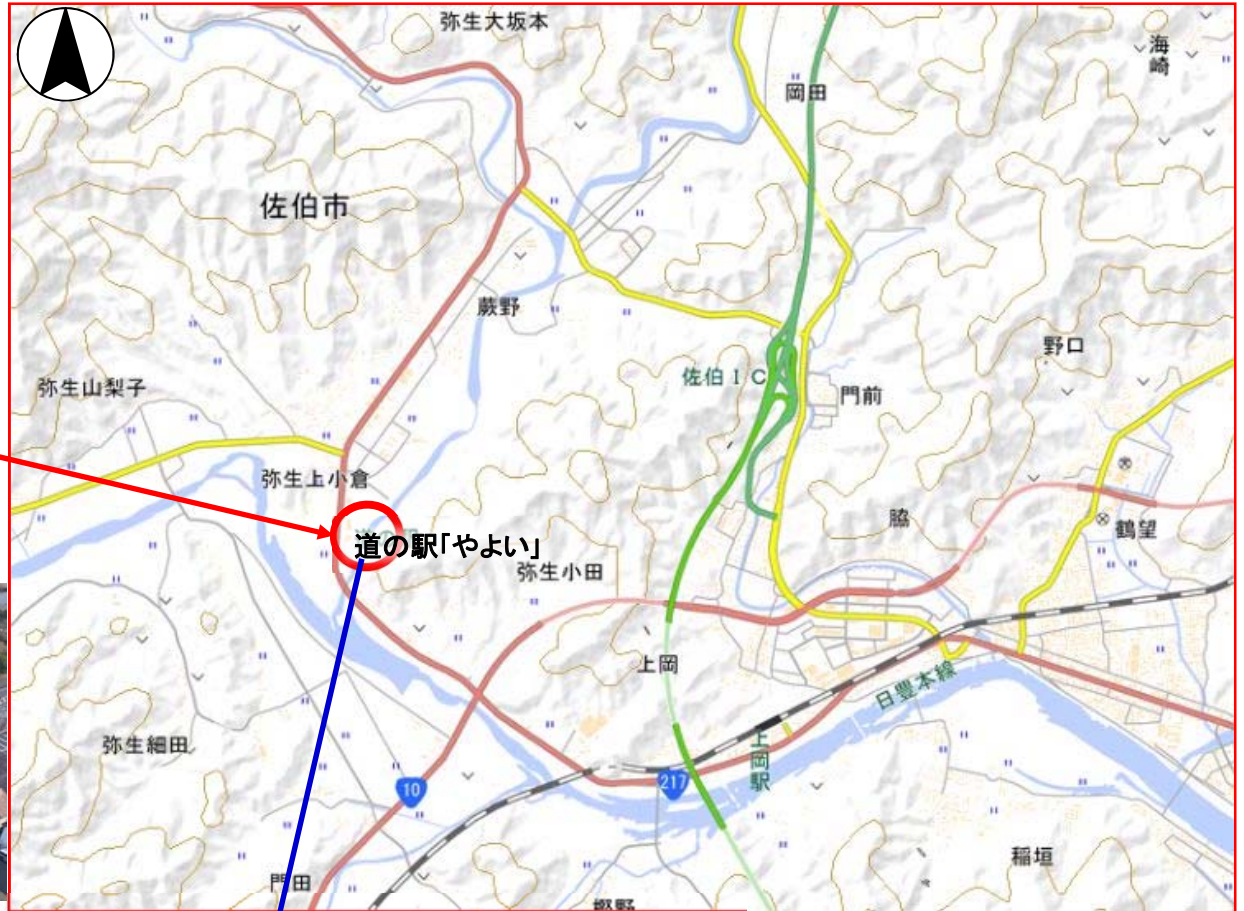 弥生大坂本
海崎
岡田
佐伯市
蕨野
野口
佐伯IC
門前
弥生山梨子
弥生上小倉
脇
鶴望
道の駅「やよい」
弥生小田
上岡
日豊本線
弥生細田
上岡駅
10
217
稲垣
門田
樫野